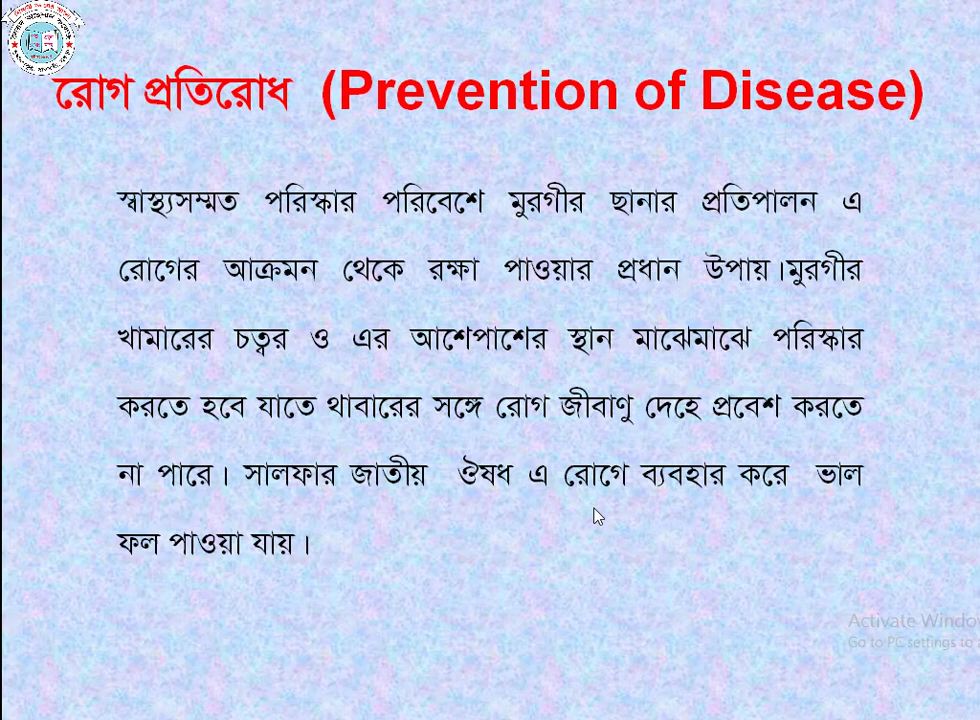 রোগ প্রতিরোধ (Prevention of Disease)
স্বাস্থ্যসম্মত পরিস্কার পরিবেশে মুরগীর ছানার প্রতিপালন এ
রোগের আক্রমন থেকে রক্ষা পাওয়ার প্রধান উপায়।মুরগীর
খামারের চত্বর ও এর আশেপাশের স্থান মাঝেমাঝে পরিস্কার
করতে হবে যাতে থাবারের সঙ্গে রোগ জীবাণু দেহে প্রবেশ করতে
না পারে। সালফার জাতীয় ঔষধ এ রোগে ব্যবহার করে ভাল
ফল পাওয়া যায়।
Activate Windo
Go to PC settings to